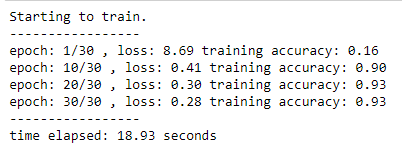 Starting to train.
-----------------
epoch: 1/30 , loss: 8.69 training accuracy: 0.16
epoch: 10/30 , loss: 0.41 training accuracy: 0.90
epoch: 20/30 , loss: 0.30 training accuracy: 0.93
epoch: 30/30 , loss: 0.28 training accuracy: 0.93
-----------------
time elapsed: 18.93 seconds